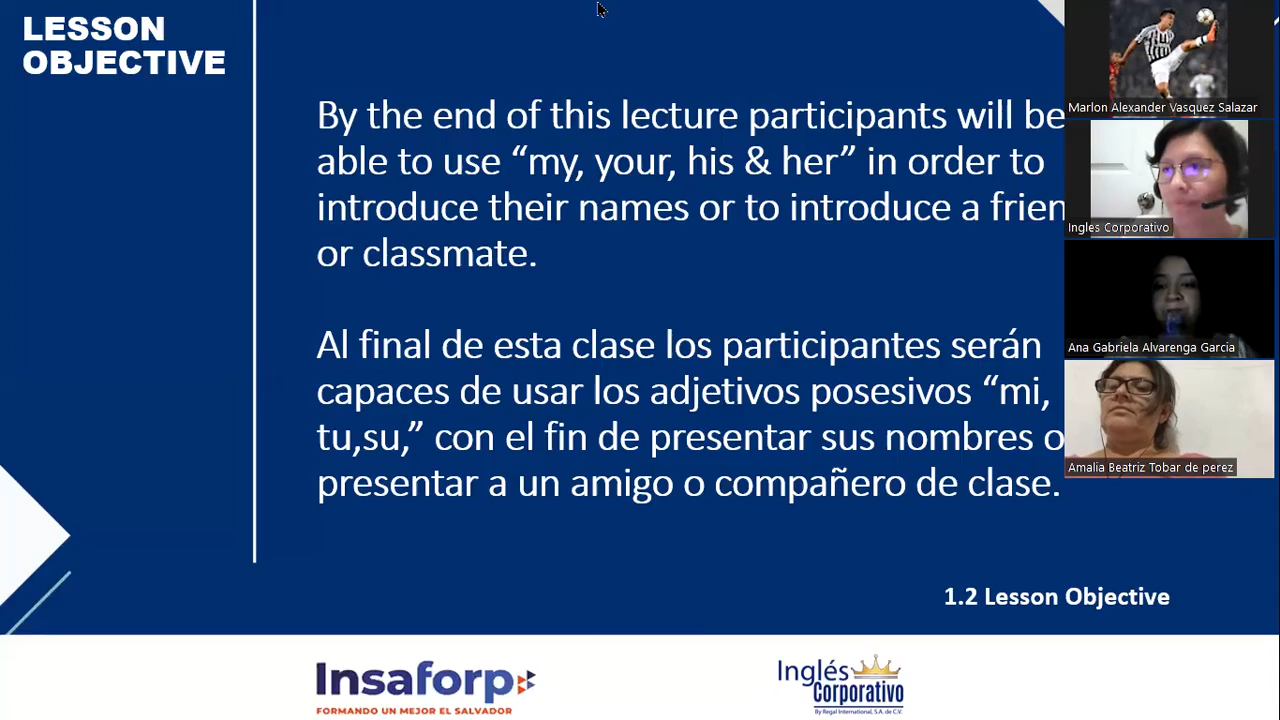 LESSON
OBJECTIVE
By the end of this lecture participants will be
able to use “my, your, his & her” in order to
introduce their names or to introduce a frien
or classmate.
Al final de esta clase los participantes serán
capaces de usar los adjetivos posesivos “mi,
tu,su,” con el fin de presentar sus nombres o
presentar a un amigo o compañero de clase.
1.2 Lesson Objective
Insaforp
FORMANDO UN MEJOR EL SALVADOR
Inglés
Corporativo
By Regal International, S.A. de C.V.
Marlon Alexander Vasquez Salazar
Ingles Corporativo
Ana Gabriela Alvarenga Garcia
Amalia Beatriz Tobar de perez